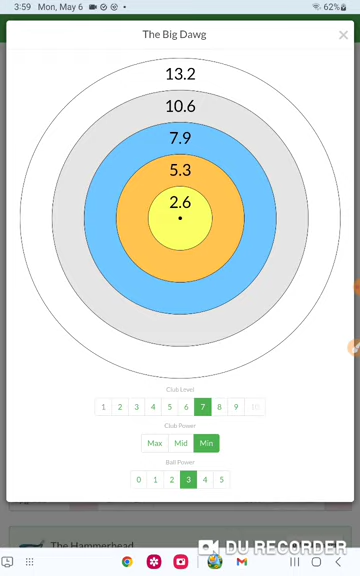 3:59 Mon, May 6 62%
The Big Dawg
13.2
10.6
7.9
5.3
2.6
Club Level
1 2 3 4 5 6 7 8 9 10
Club Power
Max Mid Min
Ball Power
0 1 2 3 4 5
The Hammerhead
DU RECORDER